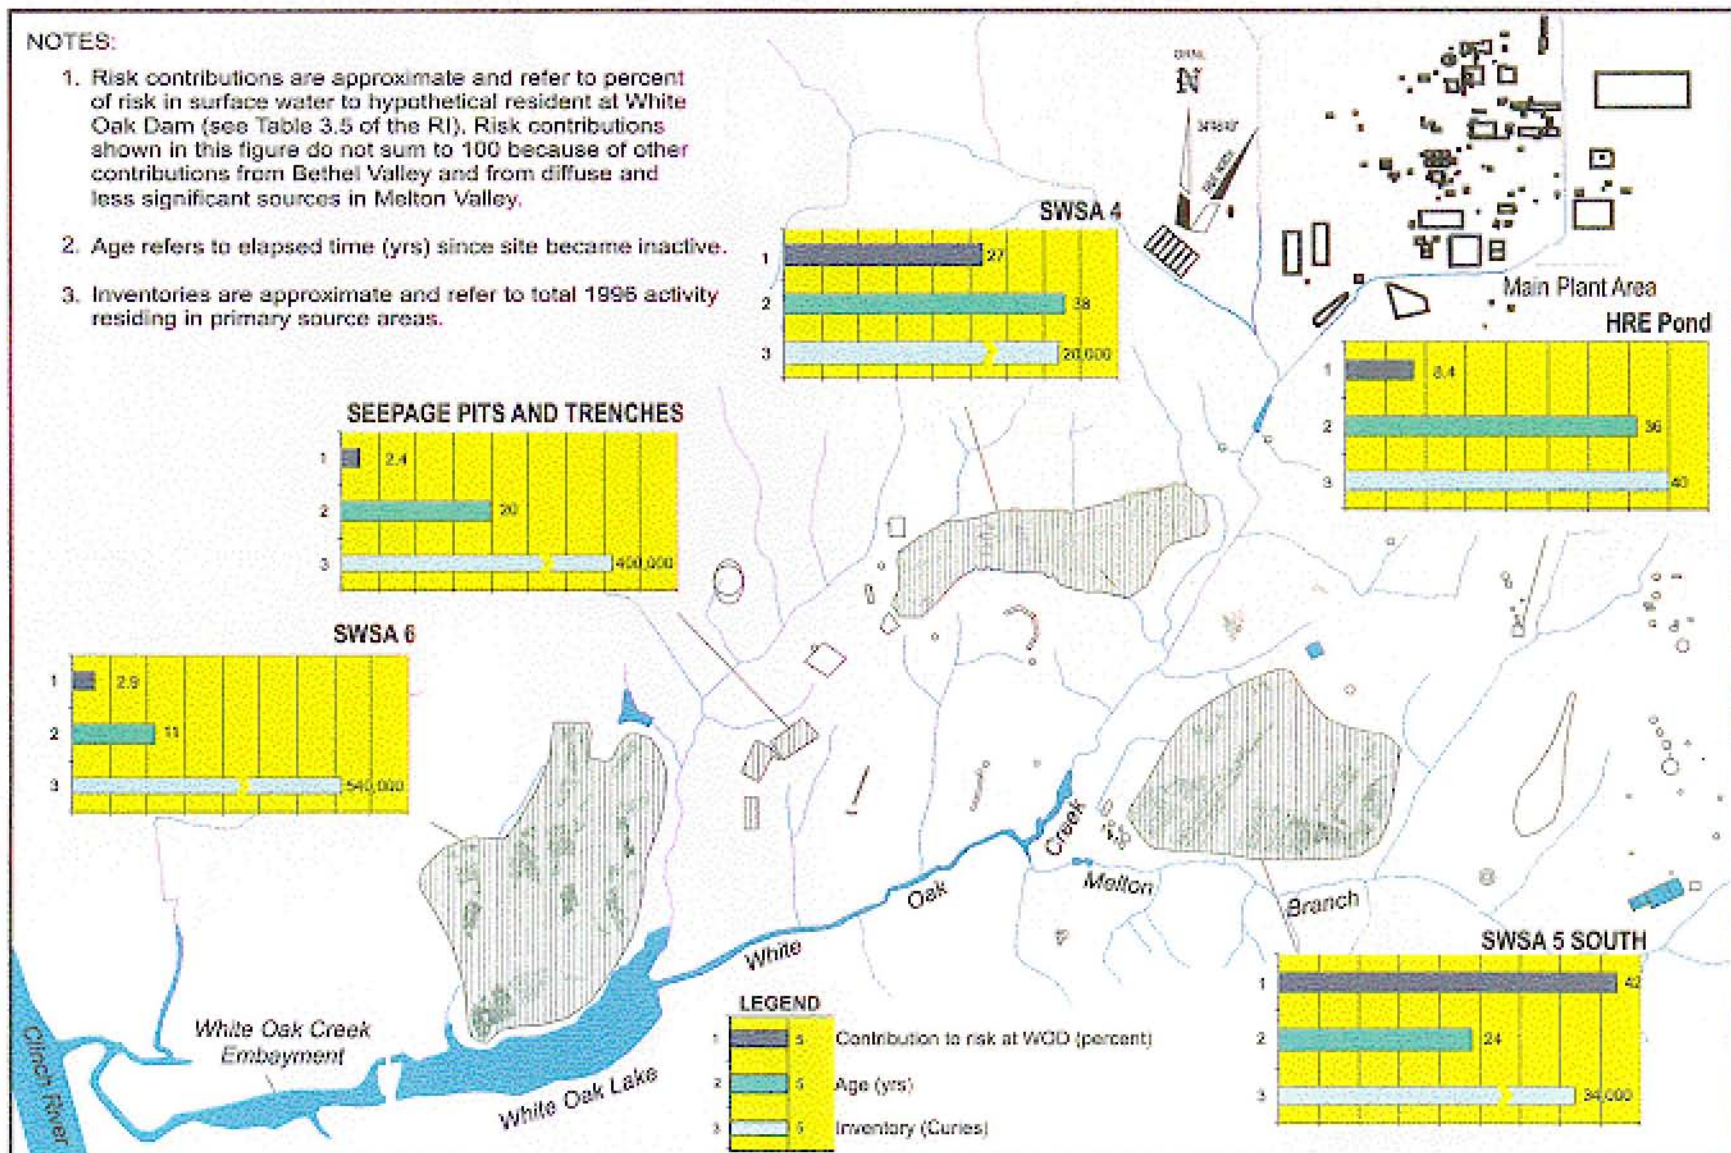 NOTES:
1. Risk contributions are approximate and refer to percent
of risk in surface water to hypothetical resident at White
Oak Dam (see Table 3.5 of the RI). Risk contributions
shown in this figure do not sum to 100 because of other
contributions from Bethel Valley and from diffuse and
less significant sources in Melton Valley.
2. Age refers to elapsed time (yrs) since site became inactive.
3. Inventories are approximate and refer to total 1996 activity
residing in primary source areas.
N
TRUE NORTH
SWSA 4
1 27
2 38
3 20,000
Main Plant Area
HRE Pond
1
2 36
3 40
SEEPAGE PITS AND TRENCHES
1 2.4
2 20
3 400,000
SWSA 6
1 2.9
2 11
3 540,000
Creek
Oak
White
Melton
Branch
SWSA 5 SOUTH
1 42
2 24
3 34,000
White Oak Creek
Embayment
White Oak Lake
Clinch River
LEGEND
1 5 Contribution to risk at WOD (percent)
2 5 Age (yrs)
3 5 Inventory (Curies)